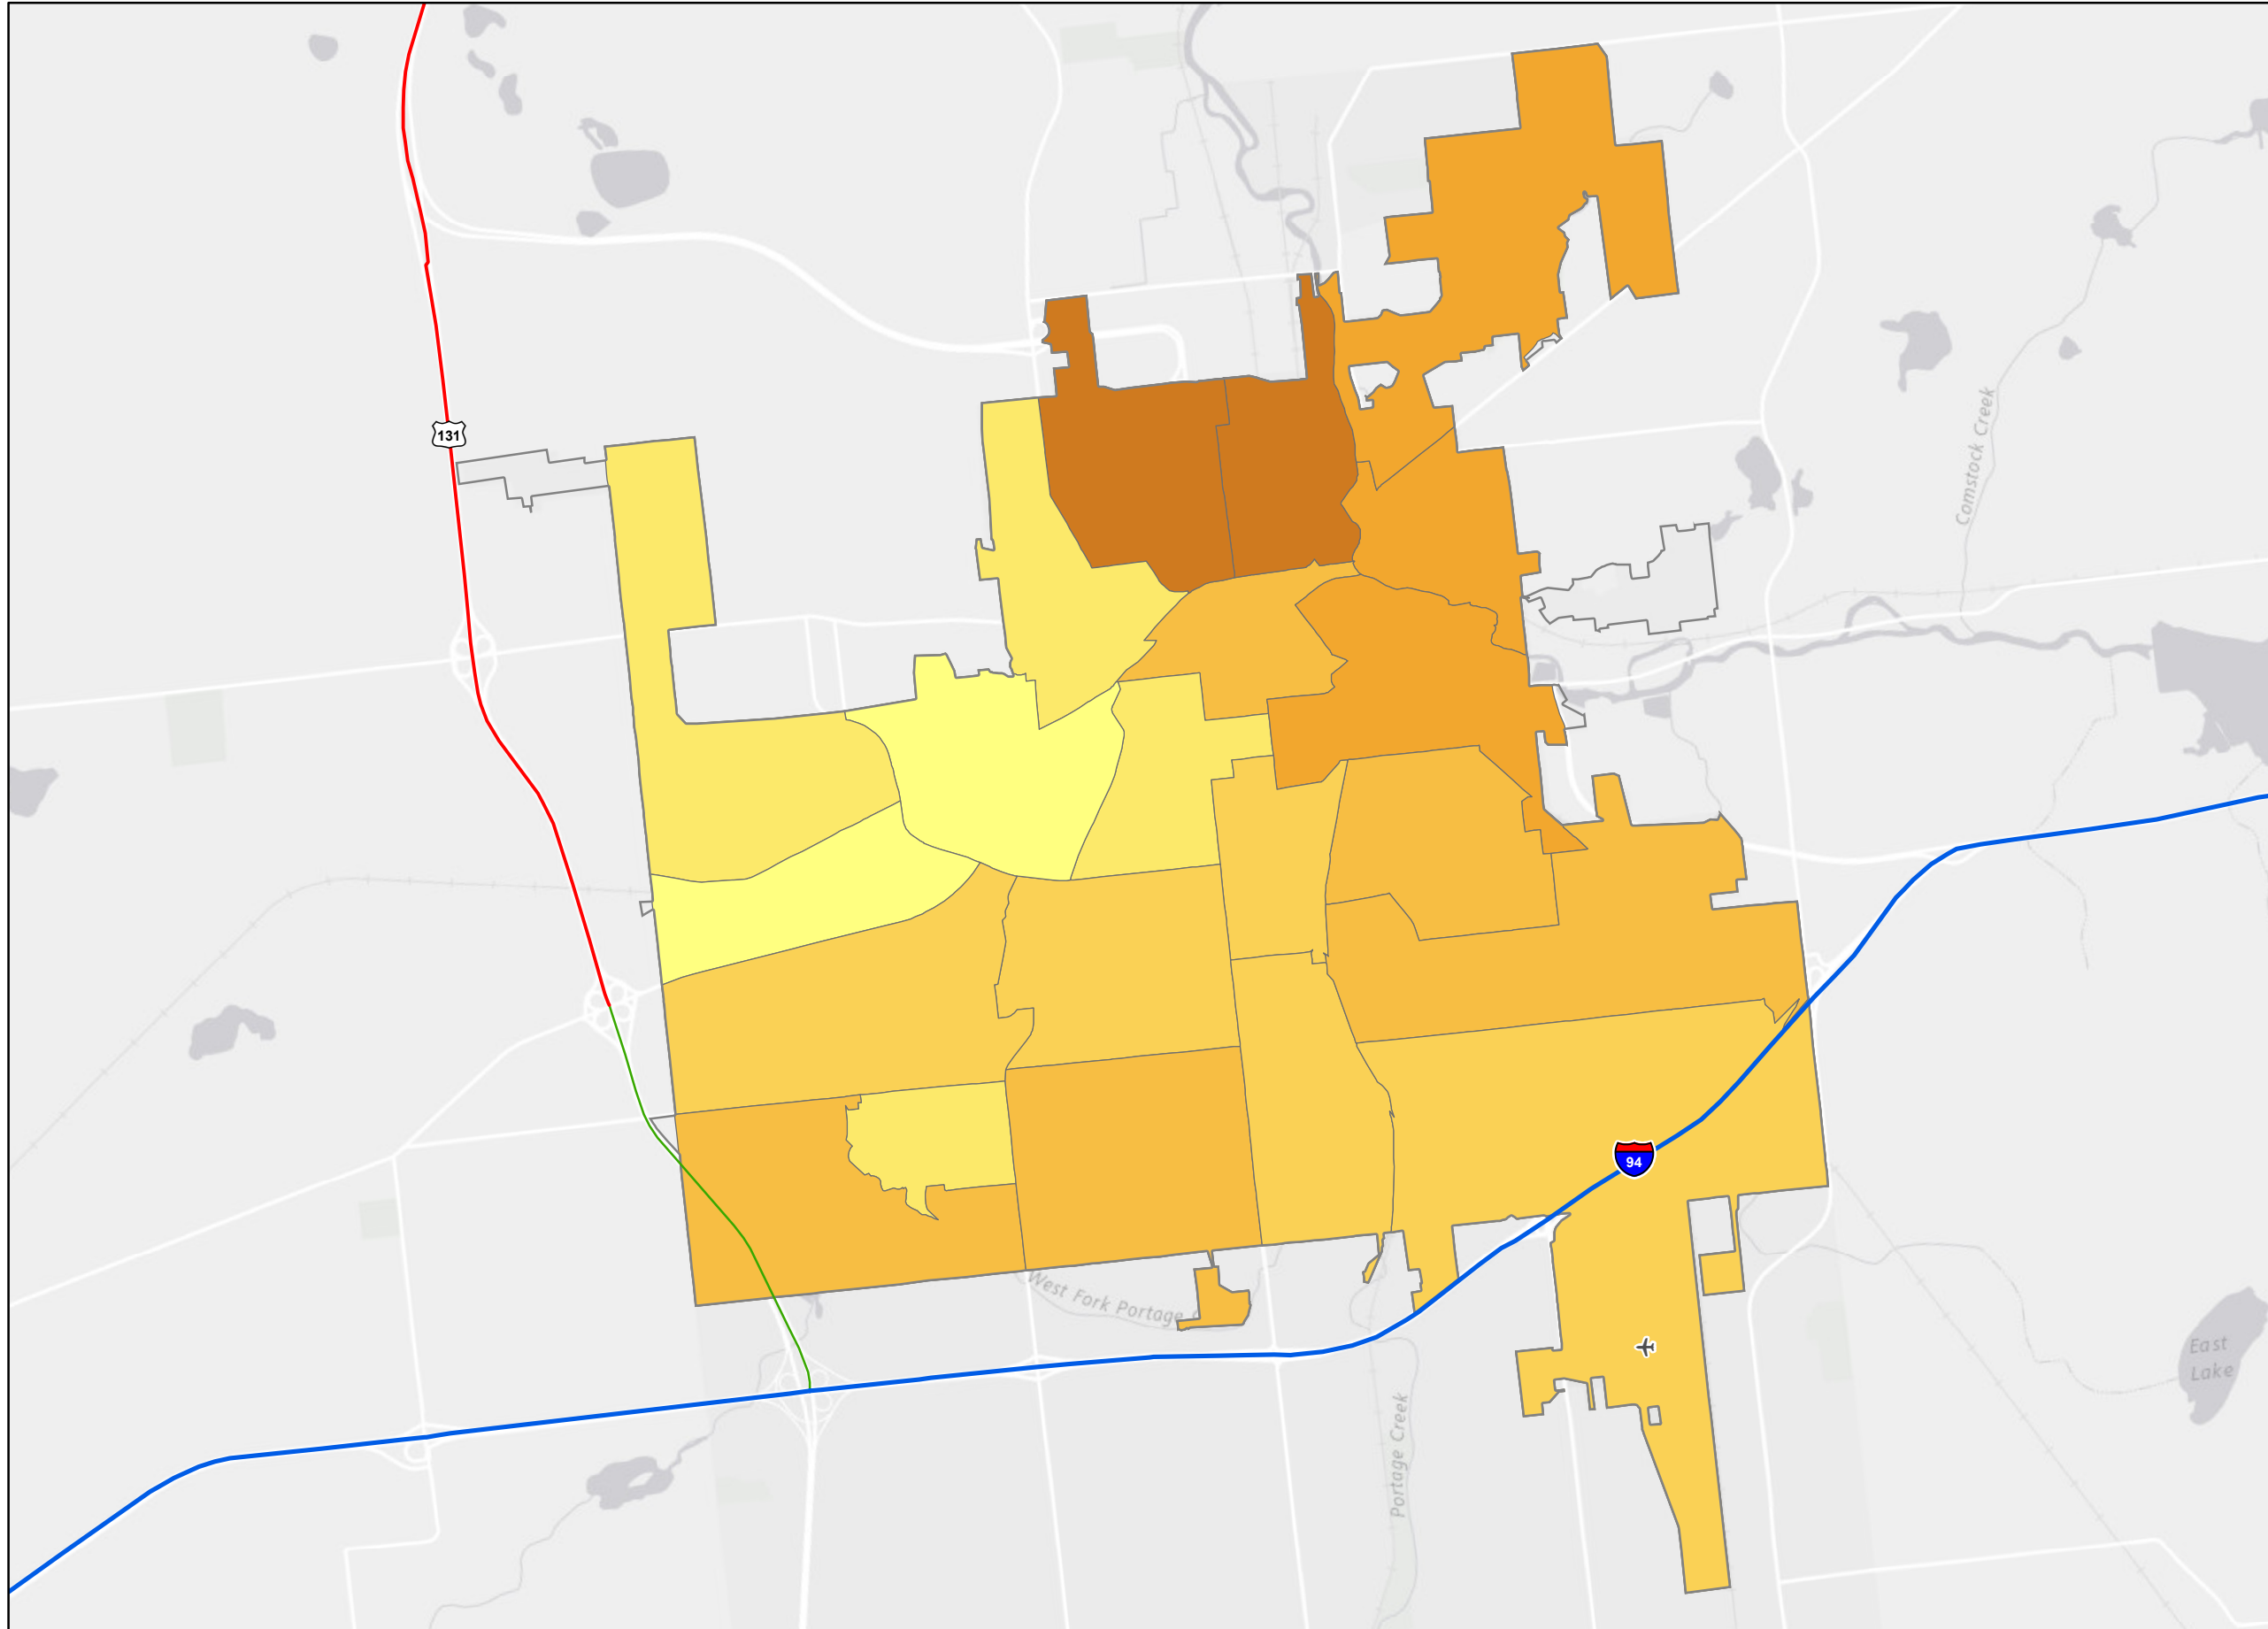 131
Comstock Creek
94
West Fork Portage
East
Lake
Portage Creek